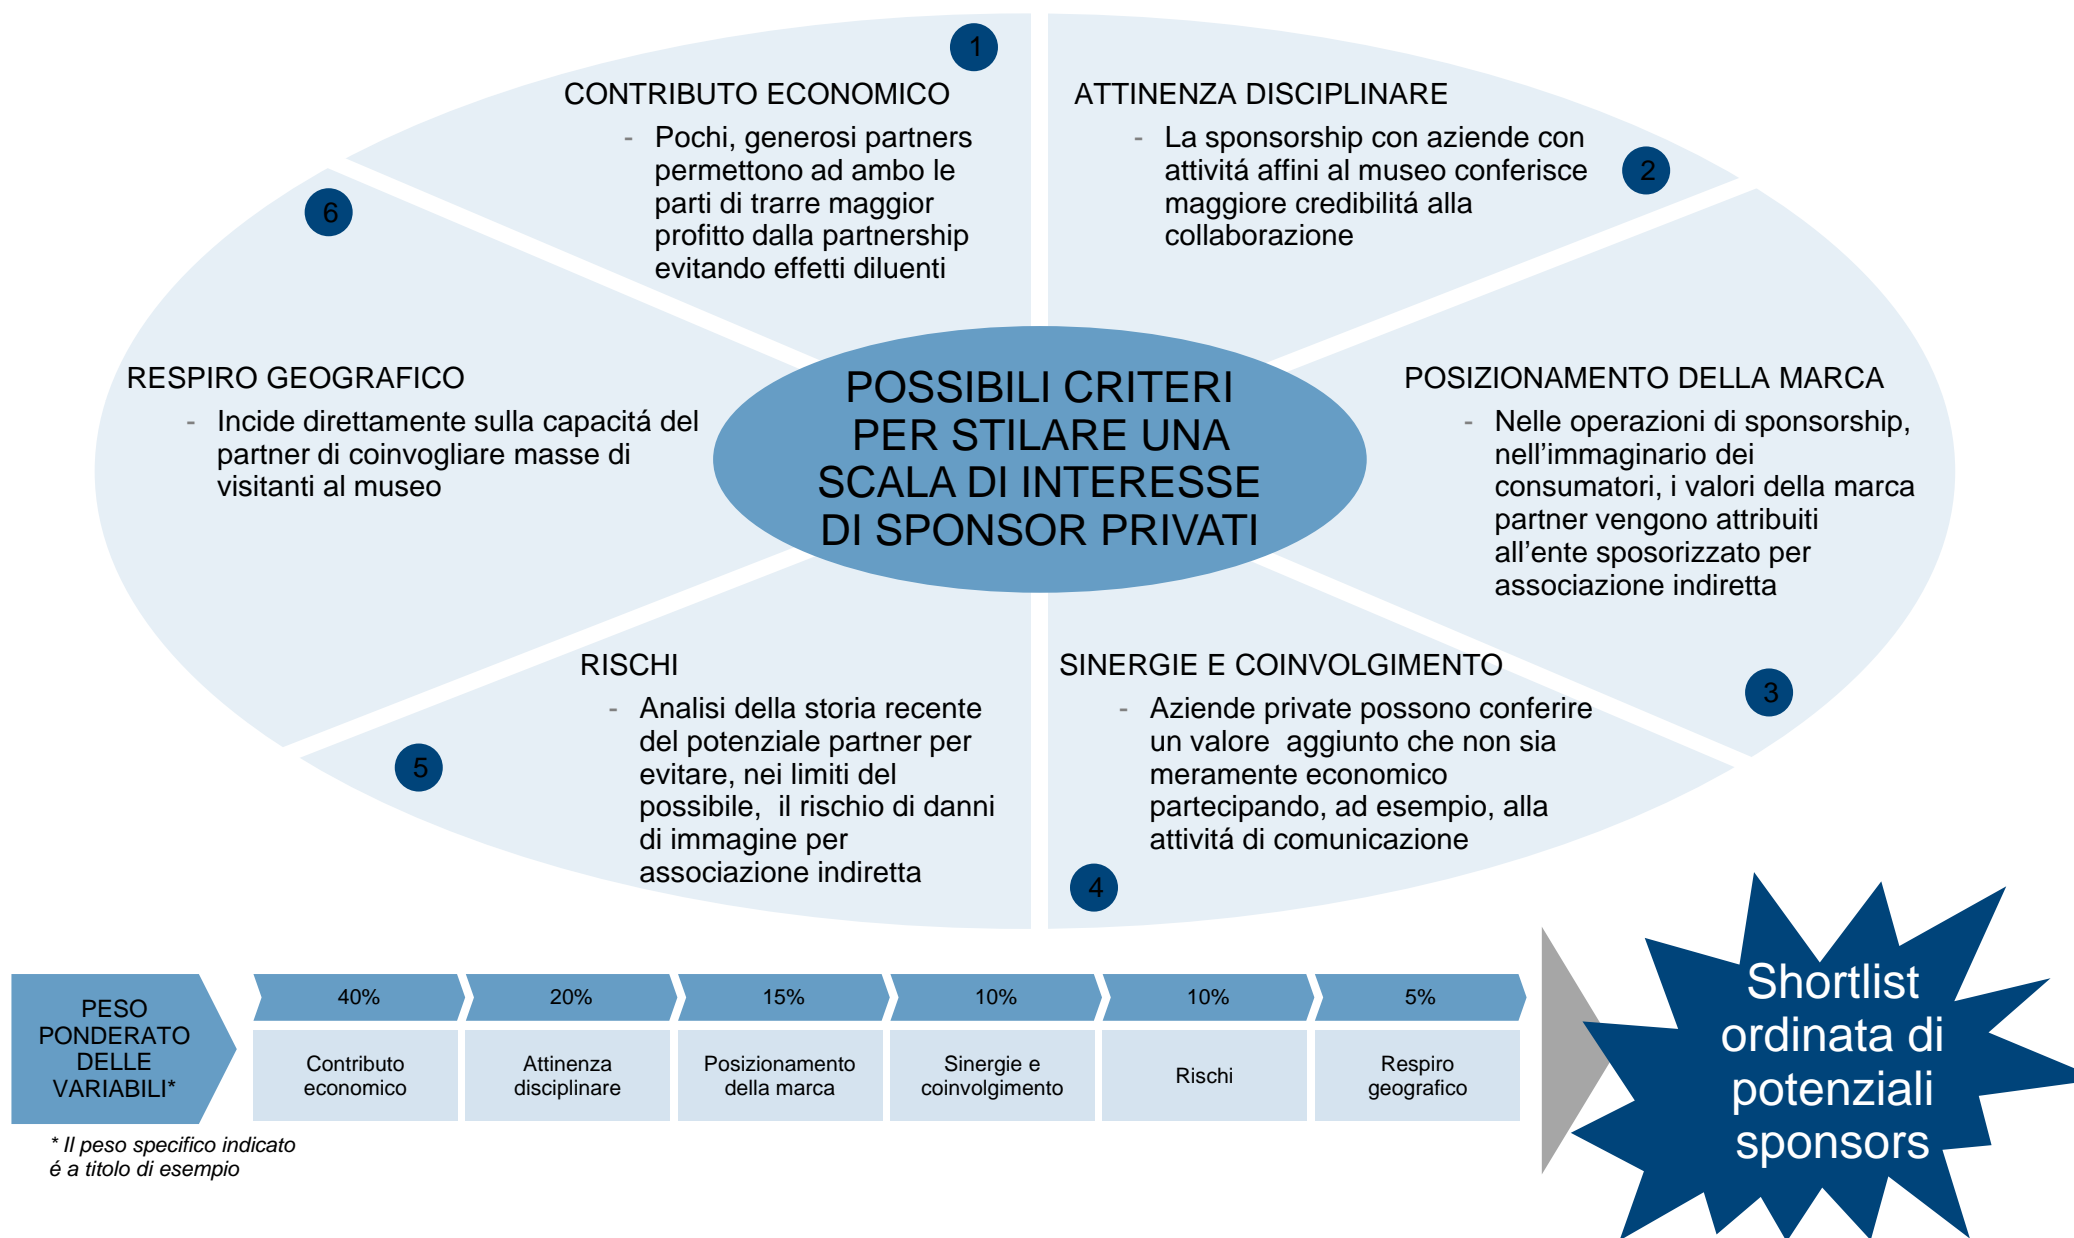 1
CONTRIBUTO ECONOMICO
- Pochi, generosi partners
permettono ad ambo le
parti di trarre maggior
profitto dalla partnership
evitando effetti diluenti
ATTINENZA DISCIPLINARE
- La sponsorship con aziende con
attivitá affini al museo conferisce
maggiore credibilitá alla
collaborazione
2
6
RESPIRO GEOGRAFICO
- Incide direttamente sulla capacitá del
partner di coinvogliare masse di
visitanti al museo
POSSIBILI CRITERI
PER STILARE UNA
SCALA DI INTERESSE
DI SPONSOR PRIVATI
POSIZIONAMENTO DELLA MARCA
- Nelle operazioni di sponsorship,
nell'immaginario dei
consumatori, i valori della marca
partner vengono attribuiti
all'ente sposorizzato per
associazione indiretta
3
RISCHI
- Analisi della storia recente
del potenziale partner per
evitare, nei limiti del
possibile,  il rischio di danni
di immagine per
associazione indiretta
5
SINERGIE E COINVOLGIMENTO
- Aziende private possono conferire
un valore  aggiunto che non sia
meramente economico
partecipando, ad esempio, alla
attivitá di comunicazione
4
PESO
PONDERATO
DELLE
VARIABILI*
40%
20%
15%
10%
10%
5%
Contributo
economico
Attinenza
disciplinare
Posizionamento
della marca
Sinergie e
coinvolgimento
Rischi
Respiro
geografico
Shortlist
ordinata di
potenziali
sponsors
* Il peso specifico indicato
é a titolo di esempio